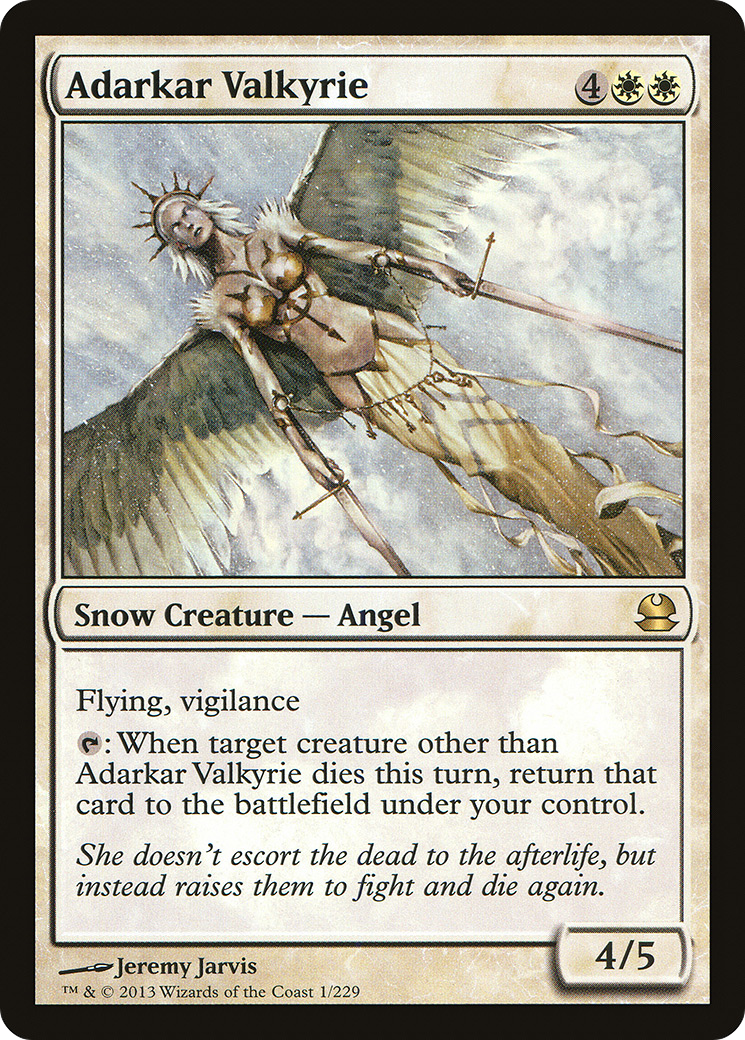 Adarkar Valkyrie 4
Snow Creature — Angel
Flying, vigilance
: When target creature other than
Adarkar Valkyrie dies this turn, return that
card to the battlefield under your control.
She doesn't escort the dead to the afterlife, but
instead raises them to fight and die again.
4/5
Jeremy Jarvis
™ & © 2013 Wizards of the Coast 1/229